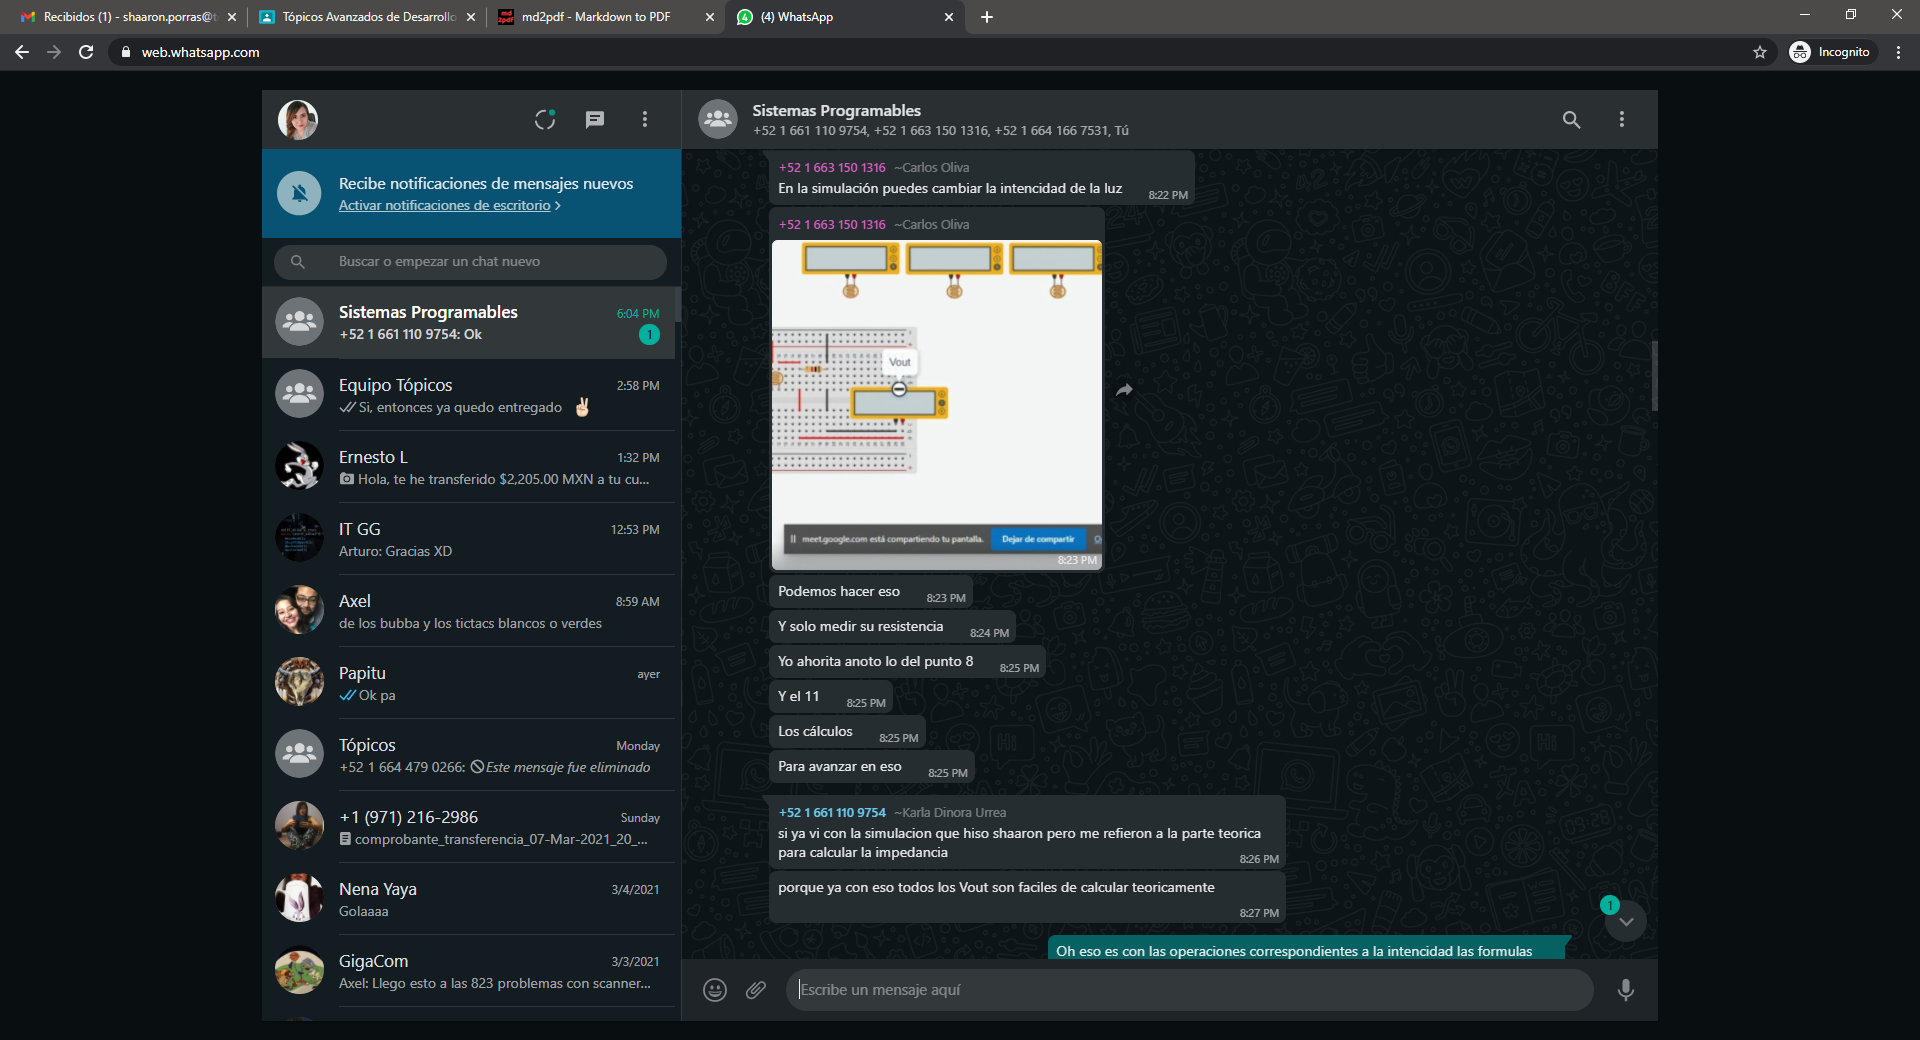 Recibidos (1) - shaaron.porras@t
Tópicos Avanzados de Desarrollo
md2pdf - Markdown to PDF
(4) WhatsApp
web.whatsapp.com
Incognito
Recibe notificaciones de mensajes nuevos
Activar notificaciones de escritorio
Buscar o empezar un chat nuevo
Sistemas Programables 6:04 PM
+52 1 661 110 9754: Ok 1
Equipo Tópicos 2:58 PM
Si, entonces ya quedo entregado
Ernesto L 1:32 PM
Hola, te he transferido $2,205.00 MXN a tu cu...
IT GG 12:53 PM
Arturo: Gracias XD
Axel 8:59 AM
de los bubba y los tictacs blancos o verdes
Papitu ayer
Ok pa
Tópicos Monday
+52 1 664 479 0266: Este mensaje fue eliminado
+1 (971) 216-2986 Sunday
comprobante_transferencia_07-Mar-2021_20_...
Nena Yaya 3/4/2021
Golaaaa
GigaCom 3/3/2021
Axel: Llego esto a las 823 problemas con scanner...
Sistemas Programables
+52 1 661 110 9754, +52 1 663 150 1316, +52 1 664 166 7531, Tú
+52 1 663 150 1316 ~Carlos Oliva
En la simulación puedes cambiar la intencidad de la luz 8:22 PM
+52 1 663 150 1316 ~Carlos Oliva
Vout
meet.google.com está compartiendo tu pantalla. Dejar de compartir
8:23 PM
Podemos hacer eso 8:23 PM
Y solo medir su resistencia 8:24 PM
Yo ahorita anoto lo del punto 8 8:25 PM
Y el 11 8:25 PM
Los cálculos 8:25 PM
Para avanzar en eso 8:25 PM
+52 1 661 110 9754 ~Karla Dinora Urrea
si ya vi con la simulacion que hiso shaaron pero me refieron a la parte teorica
para calcular la impedancia 8:26 PM
porque ya con eso todos los Vout son faciles de calcular teoricamente
8:27 PM
1
Oh eso es con las operaciones correspondientes a la intencidad las formulas
Escribe un mensaje aquí